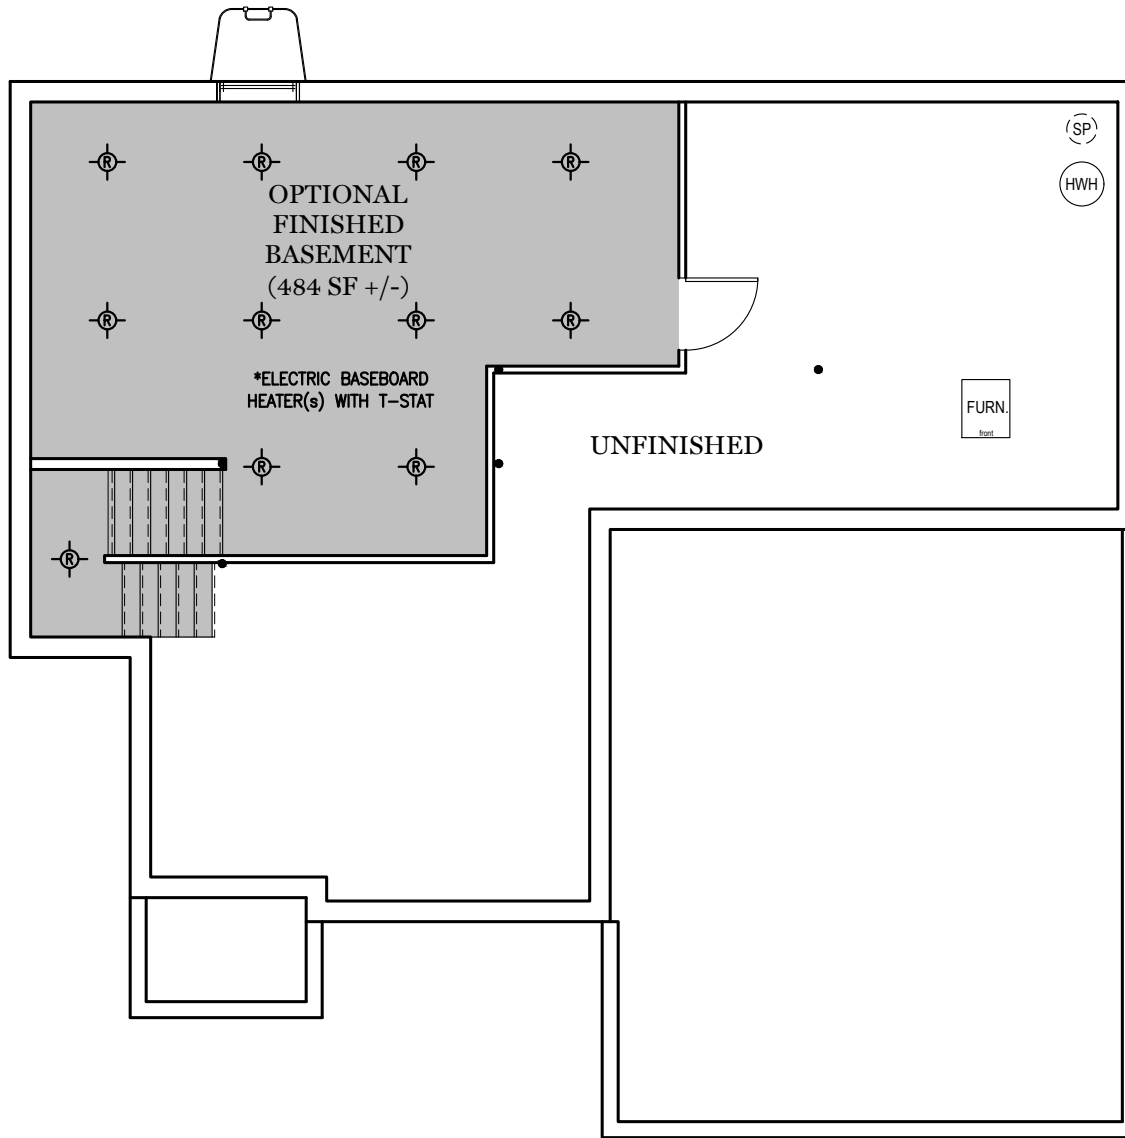 SP
HWH
R R R R
OPTIONAL
FINISHED
BASEMENT
(484 SF +/-)
R R R R
*ELECTRIC BASEBOARD
HEATER(s) WITH T-STAT
FURN.
front
UNFINISHED
R R
R